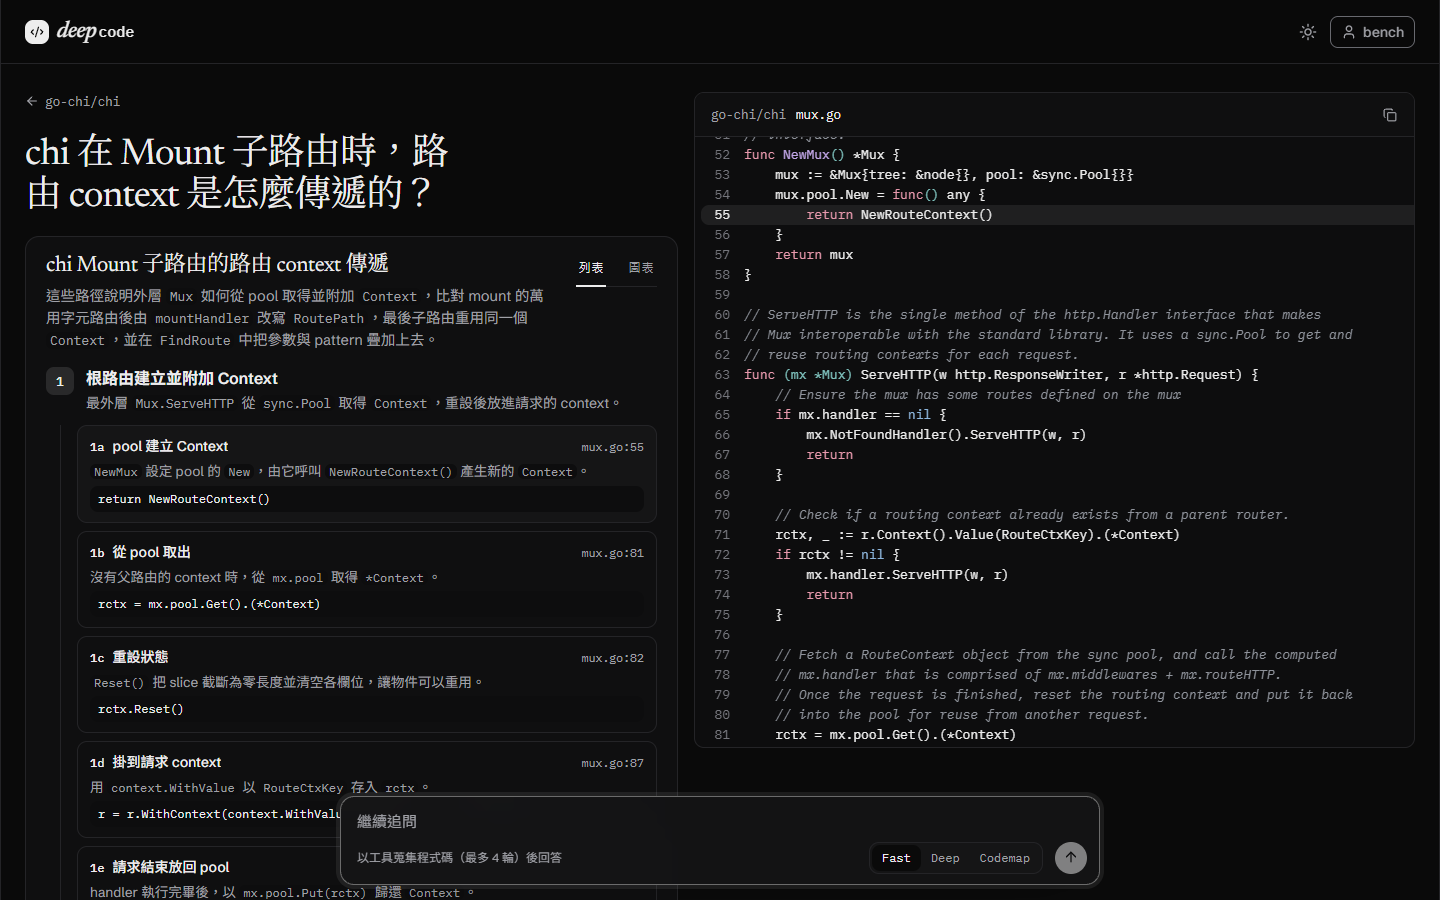 deep code
bench
go-chi/chi
chi 在 Mount 子路由時，路
由 context 是怎麼傳遞的？
chi Mount 子路由的路由 context 傳遞
列表
圖表
這些路徑說明外層 Mux 如何從 pool 取得並附加 Context ，比對 mount 的萬
用字元路由後由 mountHandler 改寫 RoutePath ，最後子路由重用同一個
Context ，並在 FindRoute 中把參數與 pattern 疊加上去。
1 根路由建立並附加 Context
最外層 Mux.ServeHTTP 從 sync.Pool 取得 Context ，重設後放進請求的 context。
1a pool 建立 Context mux.go:55
NewMux 設定 pool 的 New ，由它呼叫 NewRouteContext() 產生新的 Context 。
return NewRouteContext()
1b 從 pool 取出 mux.go:81
沒有父路由的 context 時，從 mx.pool 取得 *Context 。
rctx = mx.pool.Get().(*Context)
1c 重設狀態 mux.go:82
Reset() 把 slice 截斷為零長度並清空各欄位，讓物件可以重用。
rctx.Reset()
1d 掛到請求 context mux.go:87
用 context.WithValue 以 RouteCtxKey 存入 rctx 。
r = r.WithContext(context.WithValu
1e 請求結束放回 pool
handler 執行完畢後，以 mx.pool.Put(rctx) 歸還 Context 。
go-chi/chi mux.go
51 // interface.
52 func NewMux() *Mux {
53 mux := &Mux{tree: &node{}, pool: &sync.Pool{}}
54 mux.pool.New = func() any {
55 return NewRouteContext()
56 }
57 return mux
58 }
59
60 // ServeHTTP is the single method of the http.Handler interface that makes
61 // Mux interoperable with the standard library. It uses a sync.Pool to get and
62 // reuse routing contexts for each request.
63 func (mx *Mux) ServeHTTP(w http.ResponseWriter, r *http.Request) {
64 // Ensure the mux has some routes defined on the mux
65 if mx.handler == nil {
66 mx.NotFoundHandler().ServeHTTP(w, r)
67 return
68 }
69
70 // Check if a routing context already exists from a parent router.
71 rctx, _ := r.Context().Value(RouteCtxKey).(*Context)
72 if rctx != nil {
73 mx.handler.ServeHTTP(w, r)
74 return
75 }
76
77 // Fetch a RouteContext object from the sync pool, and call the computed
78 // mx.handler that is comprised of mx.middlewares + mx.routeHTTP.
79 // Once the request is finished, reset the routing context and put it back
80 // into the pool for reuse from another request.
81 rctx = mx.pool.Get().(*Context)
繼續追問
以工具蒐集程式碼（最多 4 輪）後回答
Fast
Deep
Codemap